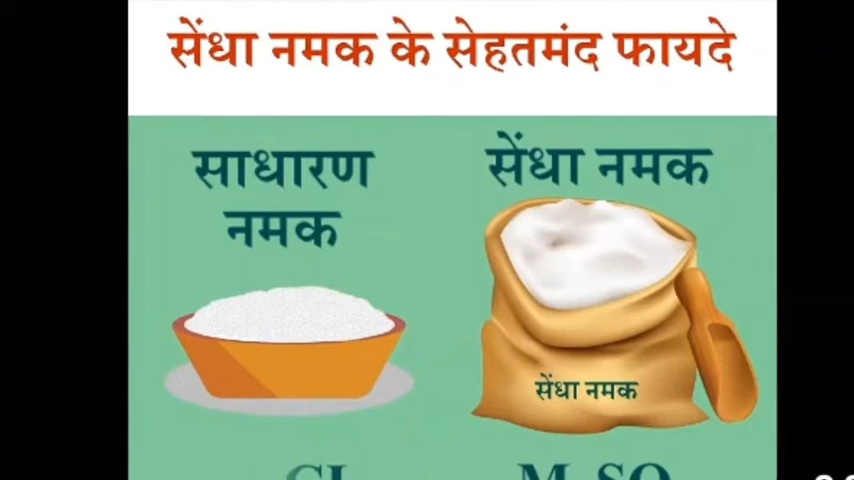 सेंधा नमक के सेहतमंद फायदे
साधारण
नमक
सेंधा नमक
सेंधा नमक